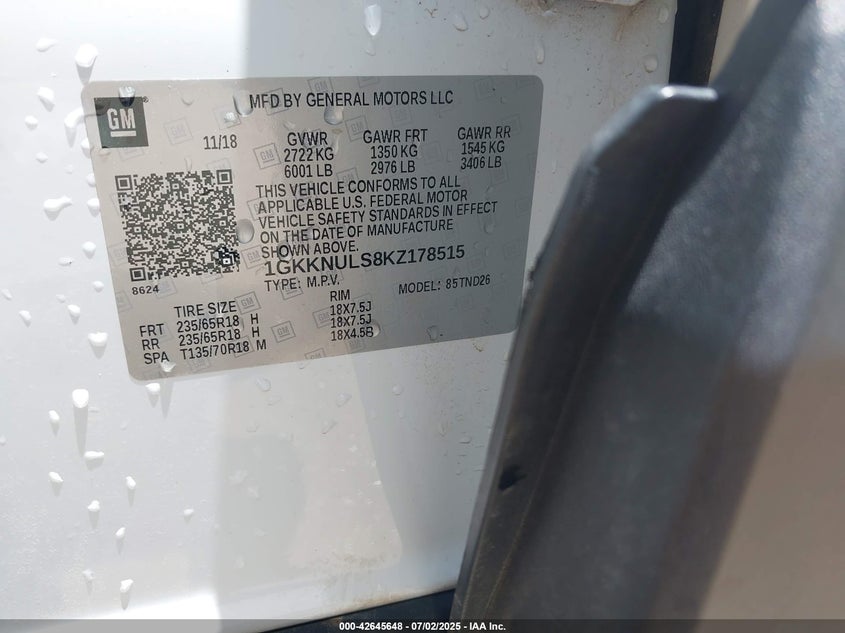 GM
MFD BY GENERAL MOTORS LLC
11/18
GVWR GAWR FRT GAWR RR
2722 KG 1350 KG 1545 KG
6001 LB 2976 LB 3406 LB
THIS VEHICLE CONFORMS TO ALL
APPLICABLE U.S. FEDERAL MOTOR
VEHICLE SAFETY STANDARDS IN EFFECT
ON THE DATE OF MANUFACTURE
SHOWN ABOVE.
1GKKNULS8KZ178515
8624
TYPE: M.P.V. MODEL: 85TND26
TIRE SIZE RIM
FRT 235/65R18 H 18X7.5J
RR 235/65R18 H 18X7.5J
SPA T135/70R18 M 18X4.5B
000-42645648 - 07/02/2025 - IAA Inc.